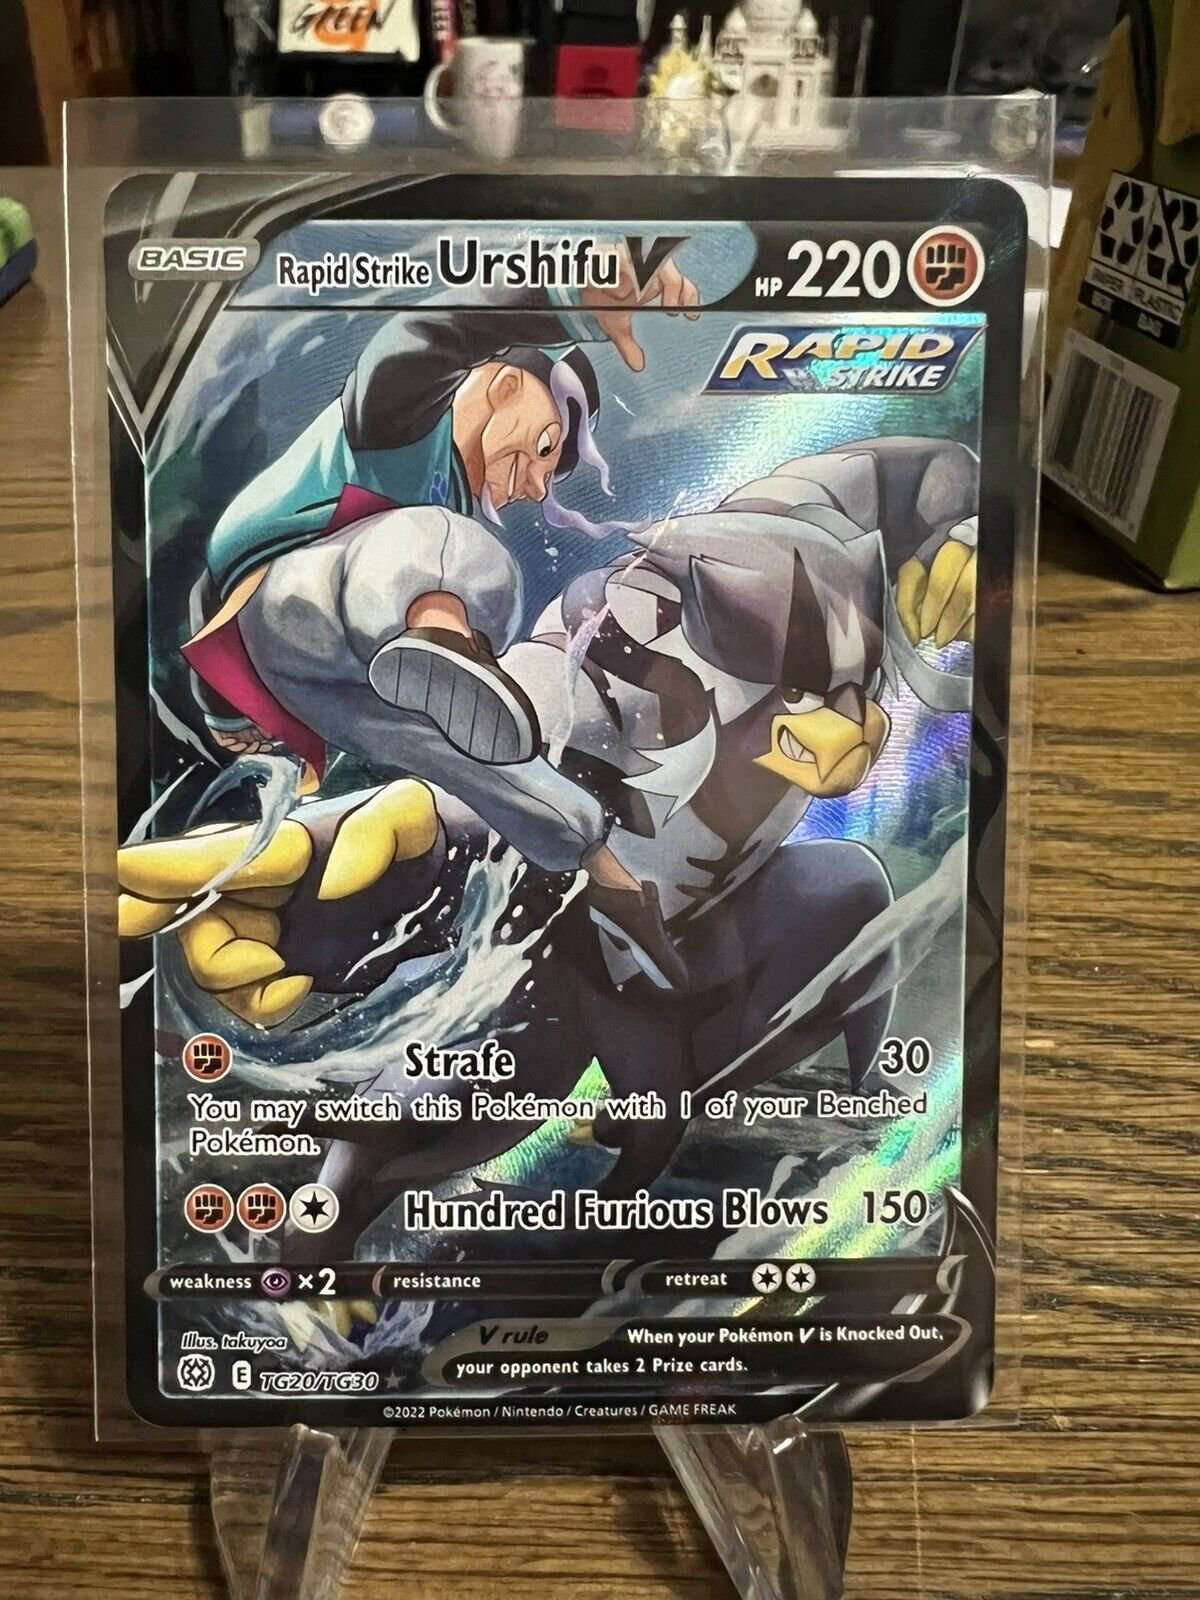 GREEN
BASIC
Rapid Strike Urshifu V
HP 220
RAPID
STRIKE
Strafe 30
You may switch this Pokémon with 1 of your Benched
Pokémon.
Hundred Furious Blows 150
weakness ×2 resistance retreat
Illus. takuyoa
V rule
When your Pokémon V is Knocked Out,
your opponent takes 2 Prize cards.
E TG20/TG30
©2022 Pokémon / Nintendo / Creatures / GAME FREAK